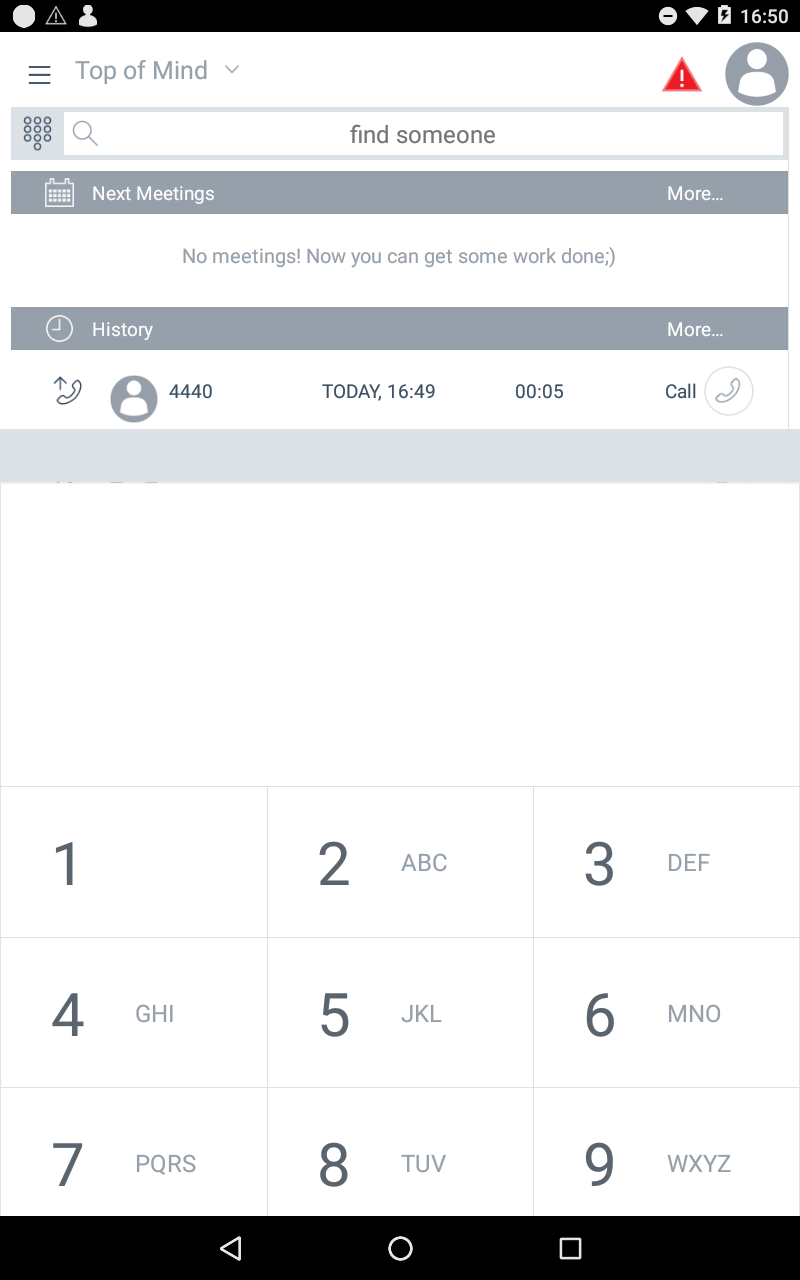 16:50
Top of Mind
find someone
Next Meetings More...
No meetings! Now you can get some work done;)
History More...
4440 TODAY, 16:49 00:05 Call
1 2 ABC 3 DEF
4 GHI 5 JKL 6 MNO
7 PQRS 8 TUV 9 WXYZ